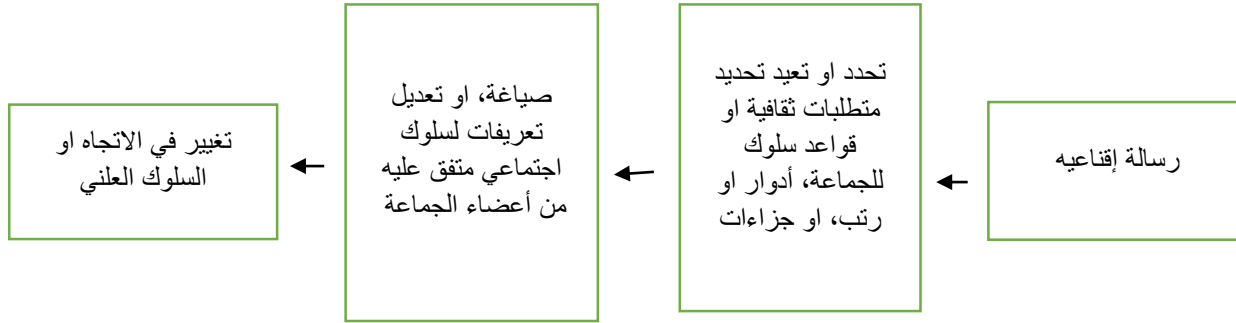 رسالة إقناعيه
تحدد او تعيد تحديد
متطلبات ثقافية او
قواعد سلوك
للجماعة، أدوار او
رتب، او جزاءات
صياغة، او تعديل
تعريفات لسلوك
اجتماعي متفق عليه
من أعضاء الجماعة
تغيير في الاتجاه او
السلوك العلني